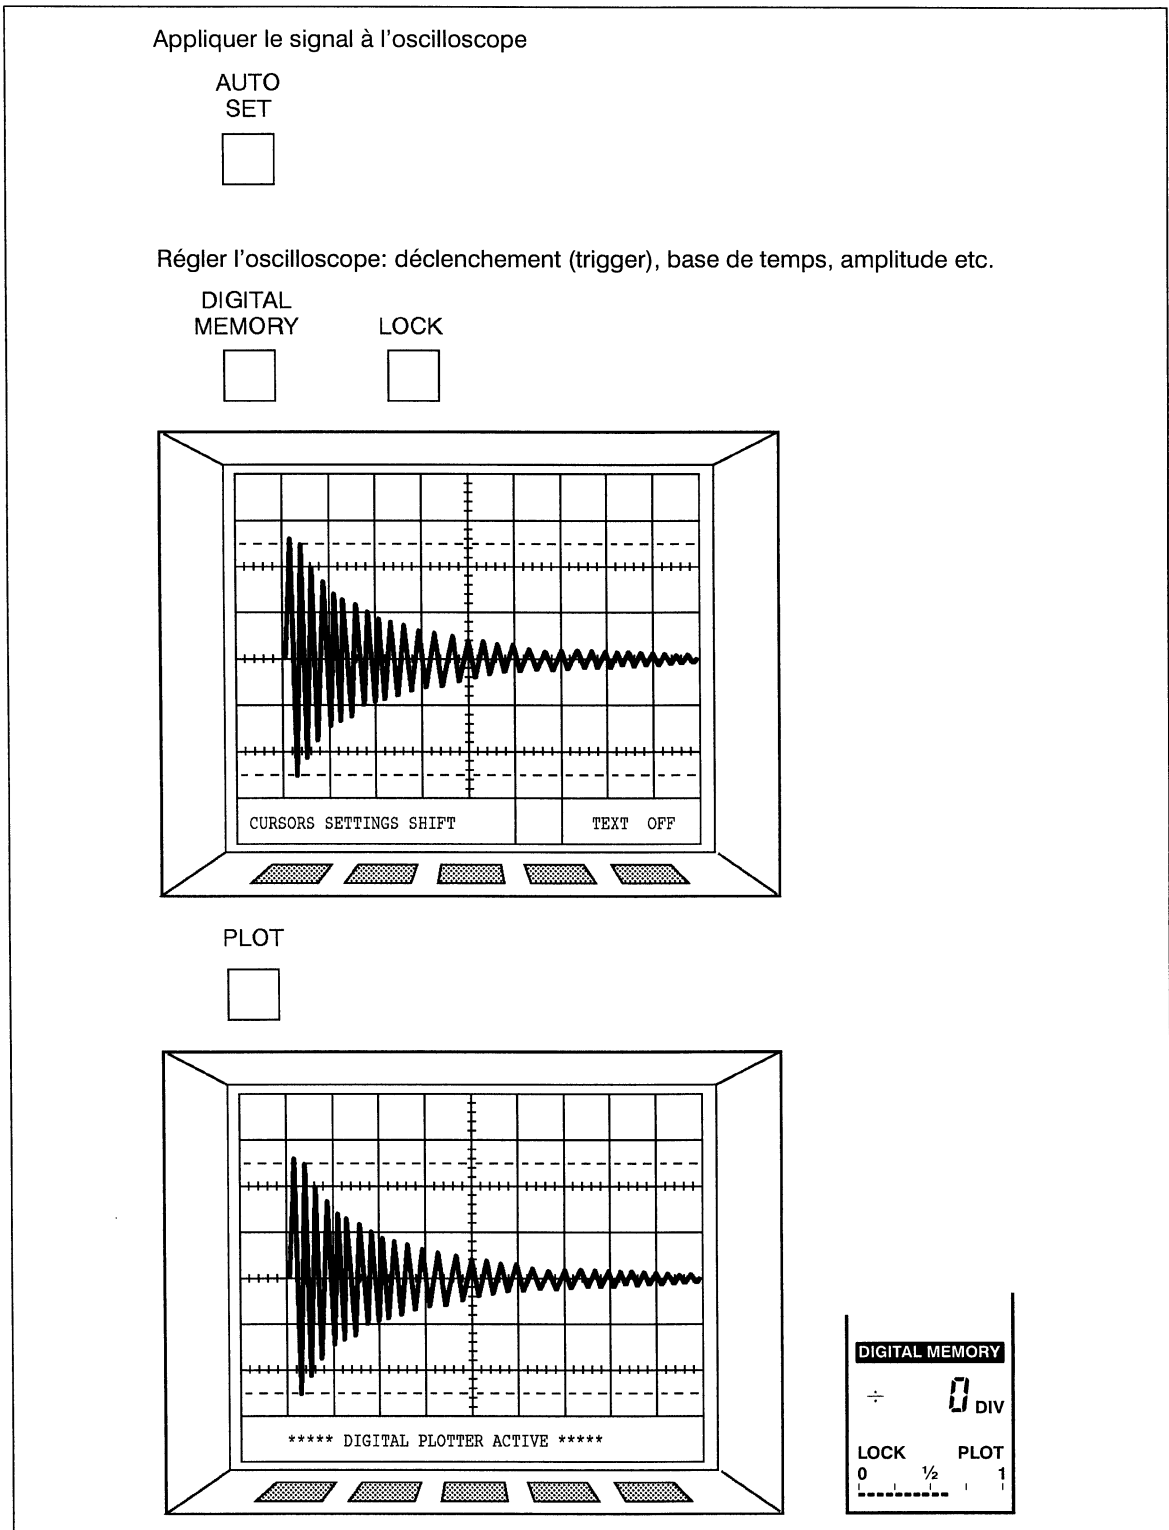 Appliquer le signal à l'oscilloscope
AUTO
SET
Régler l'oscilloscope: déclenchement (trigger), base de temps, amplitude etc.
DIGITAL
MEMORY
LOCK
CURSORS SETTINGS SHIFT TEXT OFF
PLOT
***** DIGITAL PLOTTER ACTIVE *****
DIGITAL MEMORY
÷ 0 DIV
LOCK PLOT
0 ½ 1